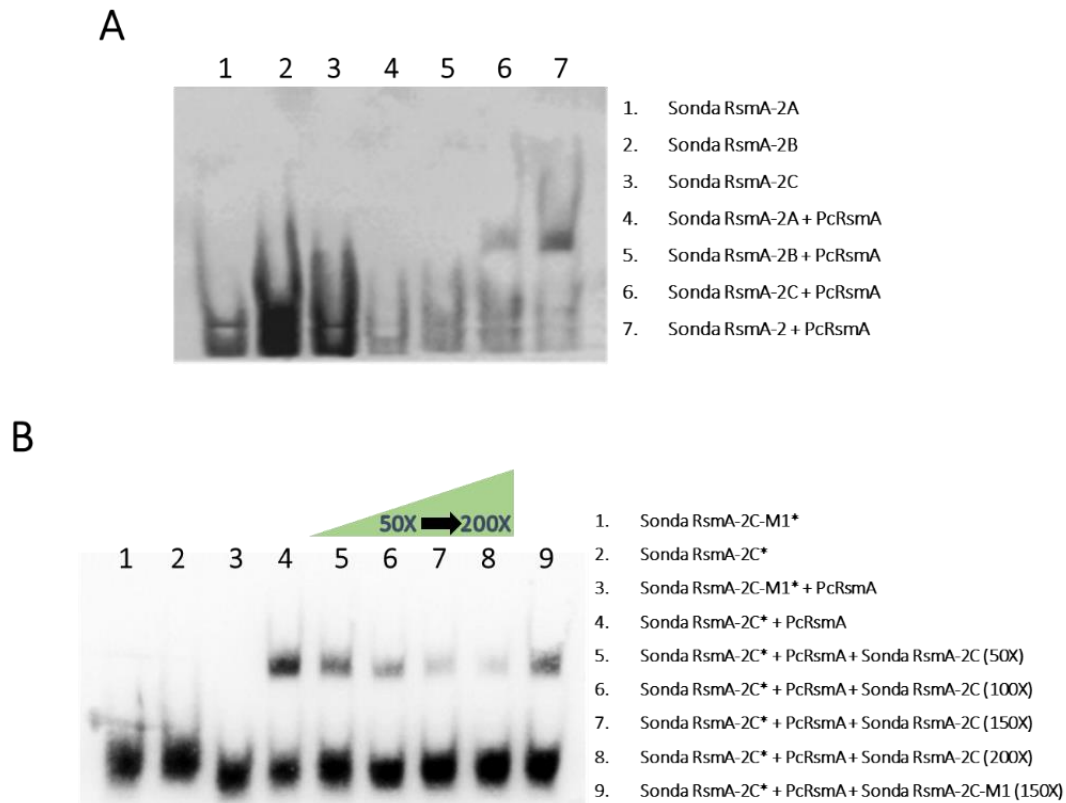 A
1 2 3 4 5 6 7
1. Sonda RsmA-2A
2. Sonda RsmA-2B
3. Sonda RsmA-2C
4. Sonda RsmA-2A + PcRsmA
5. Sonda RsmA-2B + PcRsmA
6. Sonda RsmA-2C + PcRsmA
7. Sonda RsmA-2 + PcRsmA
B
50X 200X
1 2 3 4 5 6 7 8 9
1. Sonda RsmA-2C-M1*
2. Sonda RsmA-2C*
3. Sonda RsmA-2C-M1* + PcRsmA
4. Sonda RsmA-2C* + PcRsmA
5. Sonda RsmA-2C* + PcRsmA + Sonda RsmA-2C (50X)
6. Sonda RsmA-2C* + PcRsmA + Sonda RsmA-2C (100X)
7. Sonda RsmA-2C* + PcRsmA + Sonda RsmA-2C (150X)
8. Sonda RsmA-2C* + PcRsmA + Sonda RsmA-2C (200X)
9. Sonda RsmA-2C* + PcRsmA + Sonda RsmA-2C-M1 (150X)